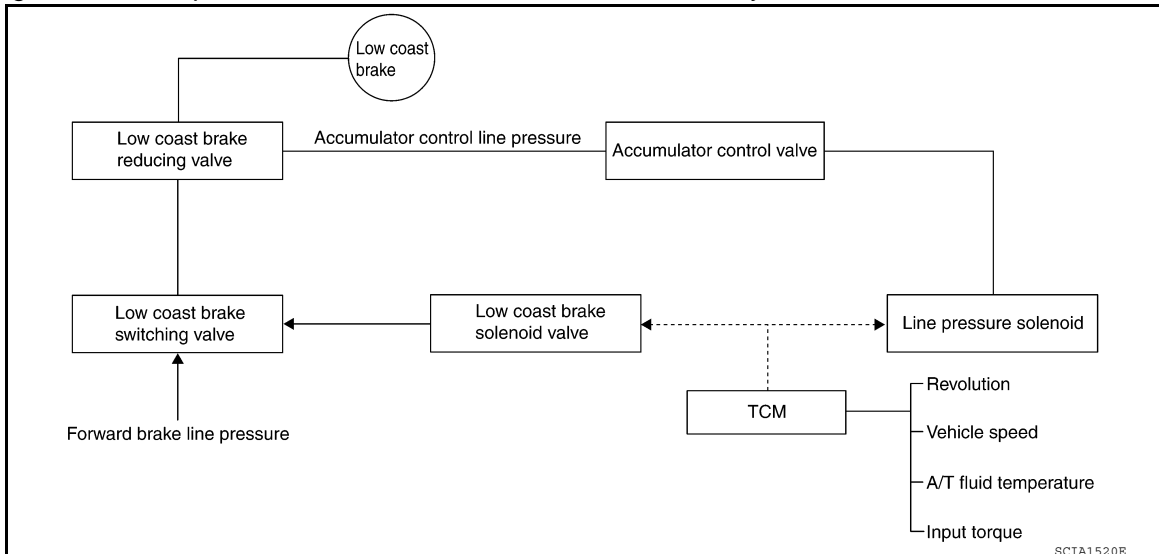 Low coast
brake
Low coast brake
reducing valve
Accumulator control line pressure
Accumulator control valve
Low coast brake
switching valve
Low coast brake
solenoid valve
Line pressure solenoid
TCM
Revolution
Vehicle speed
A/T fluid temperature
Input torque
Forward brake line pressure
SCIA1520E